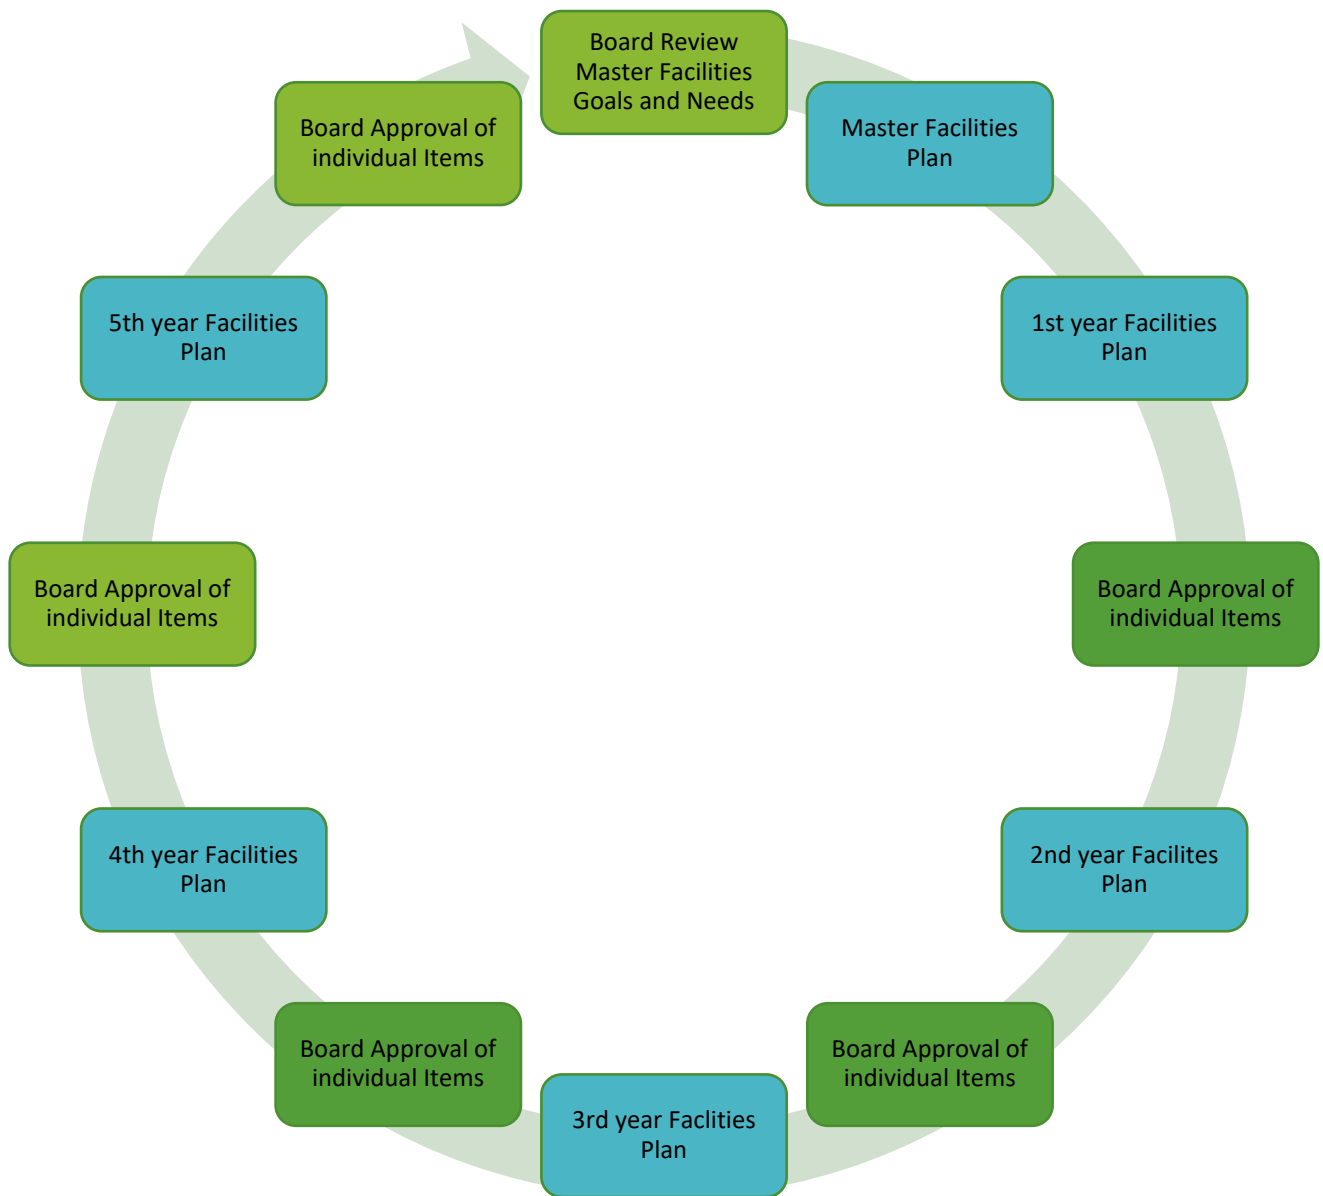 Board Review
Master Facilities
Goals and Needs
Master Facilities
Plan
1st year Facilities
Plan
Board Approval of
individual Items
2nd year Facilites
Plan
Board Approval of
individual Items
3rd year Faclities
Plan
Board Approval of
individual Items
4th year Facilities
Plan
Board Approval of
individual Items
5th year Facilities
Plan
Board Approval of
individual Items